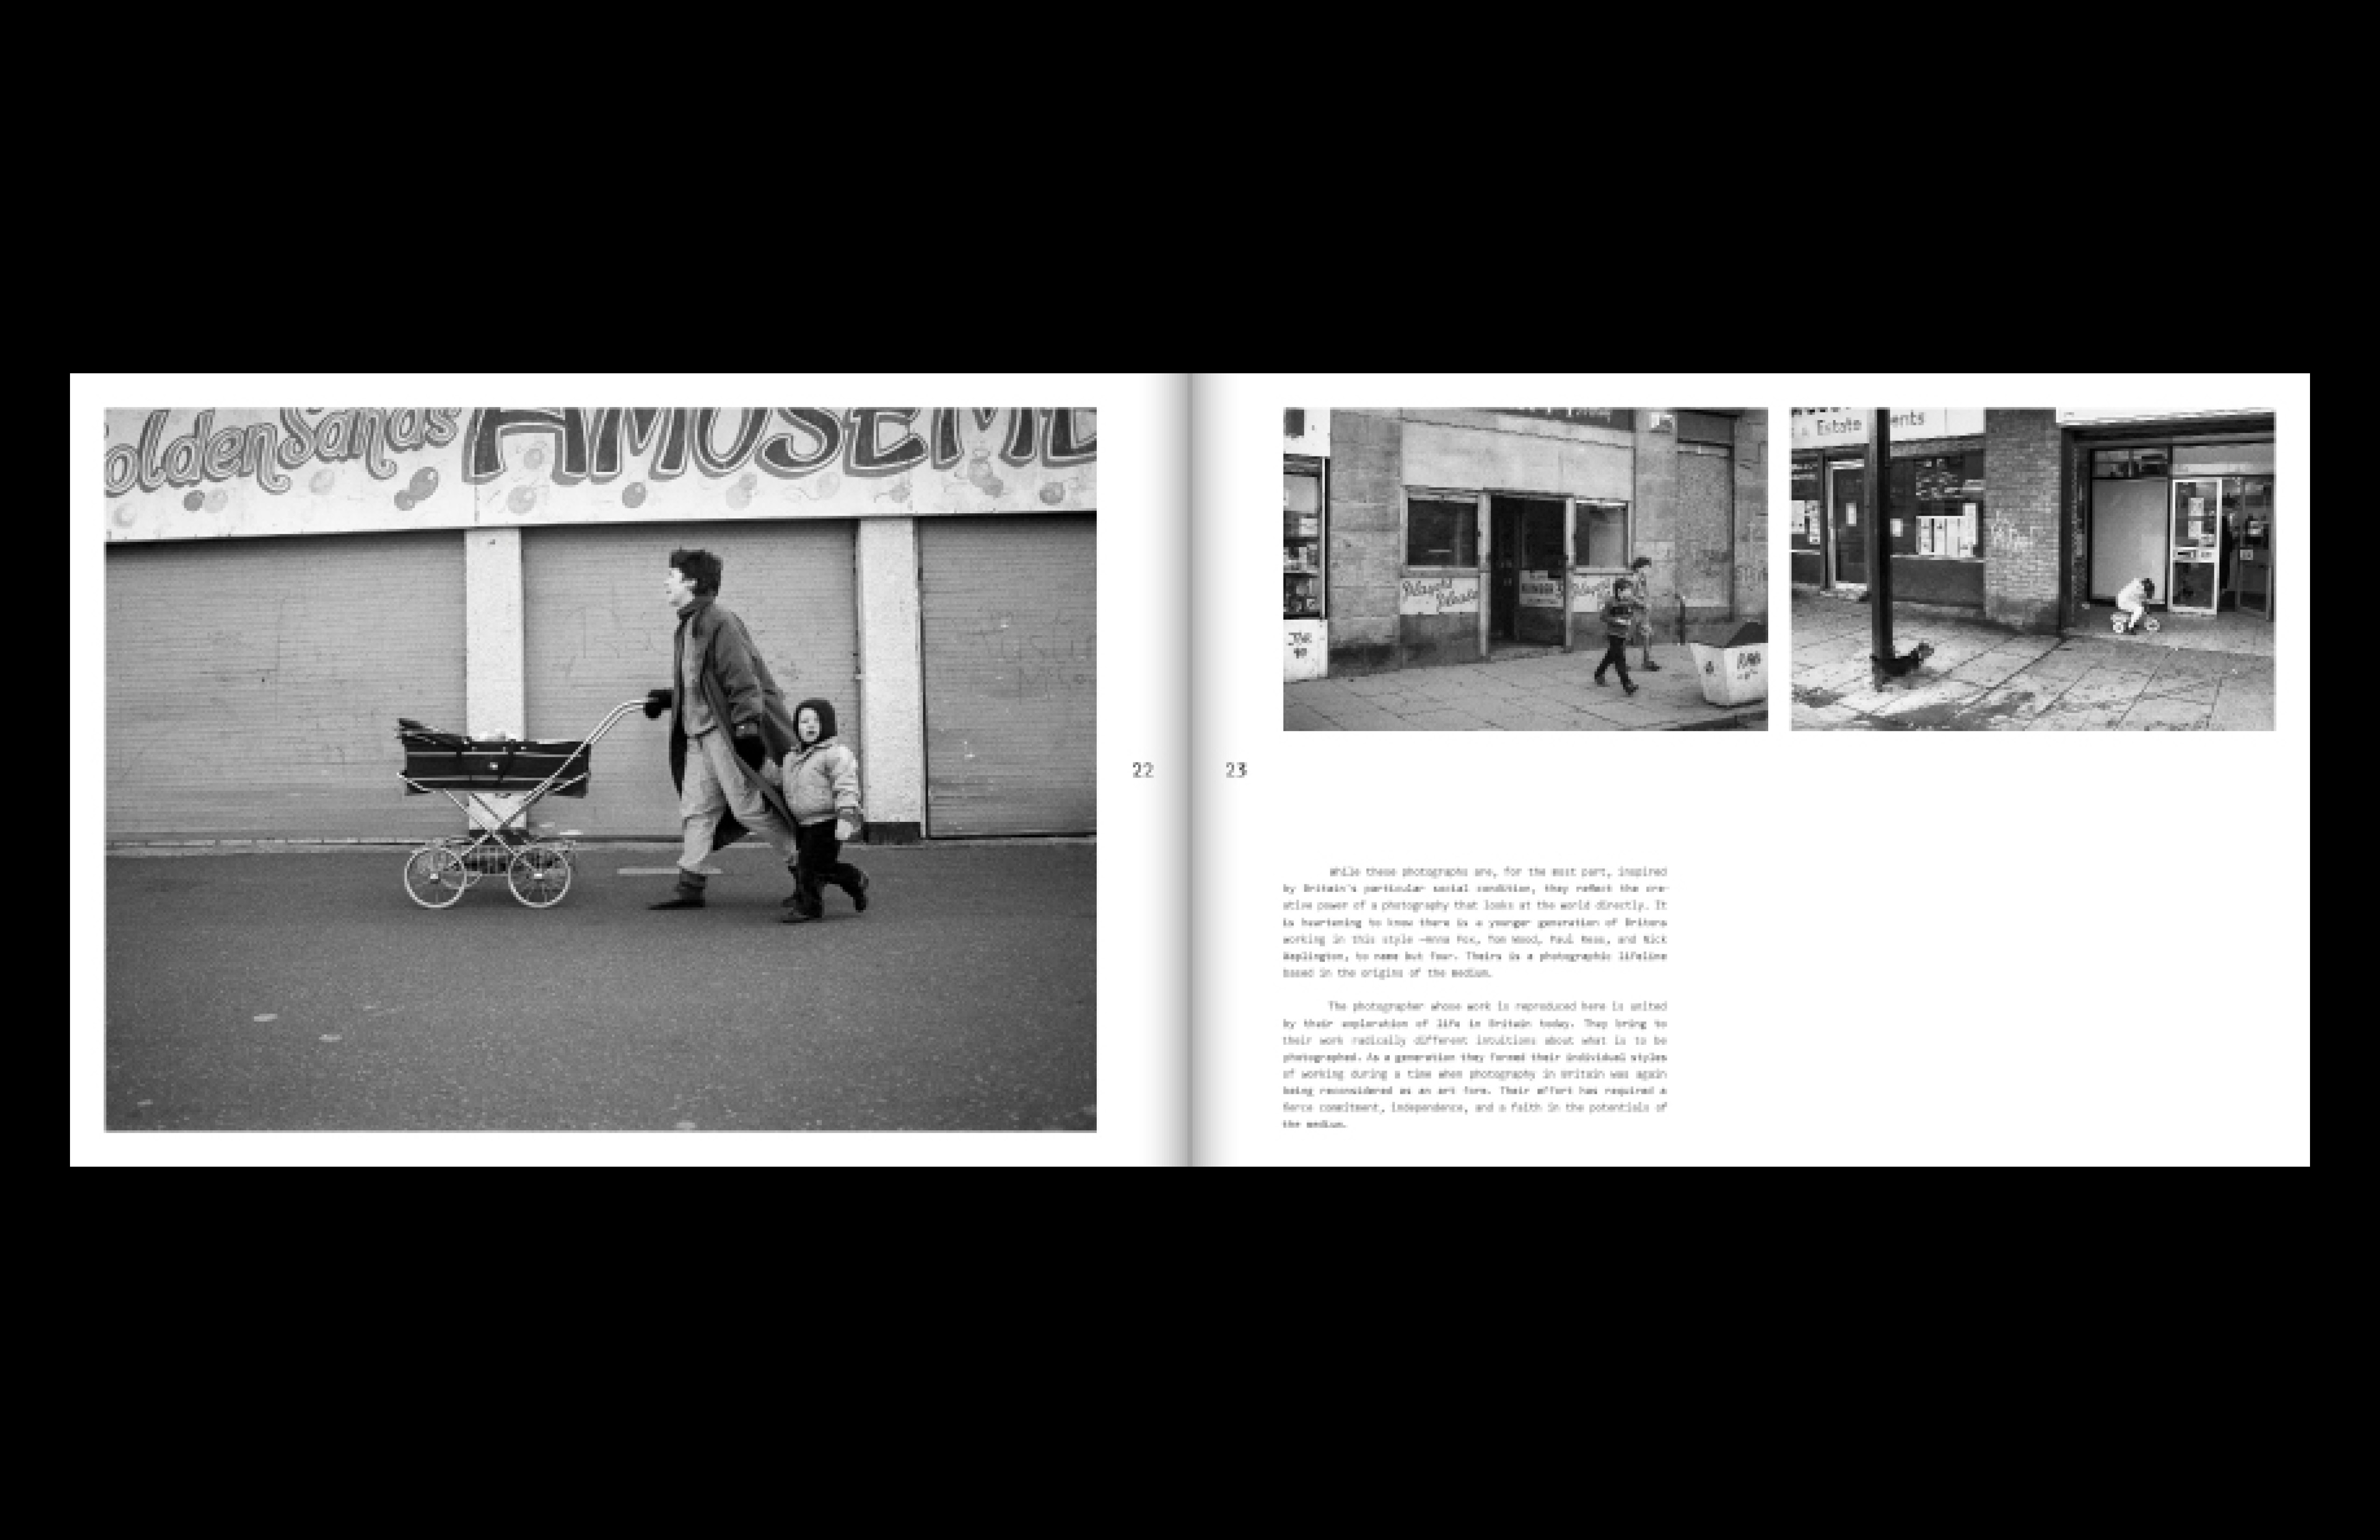 olden Sands AMUSEME
22
23
Estate ents
While these photographs are, for the most part, inspired
by Britain's particular social condition, they reflect the cre-
ative power of a photography that looks at the world directly. It
is heartening to know there is a younger generation of Britons
working in this style —Anna Fox, Tom Wood, Paul Reas, and Nick
Waplington, to name but four. Theirs is a photographic lifeline
based in the origins of the medium.
The photographer whose work is reproduced here is united
by their exploration of life in Britain today. They bring to
their work radically different intuitions about what is to be
photographed. As a generation they formed their individual styles
of working during a time when photography in Britain was again
being reconsidered as an art form. Their effort has required a
fierce commitment, independence, and a faith in the potentials of
the medium.